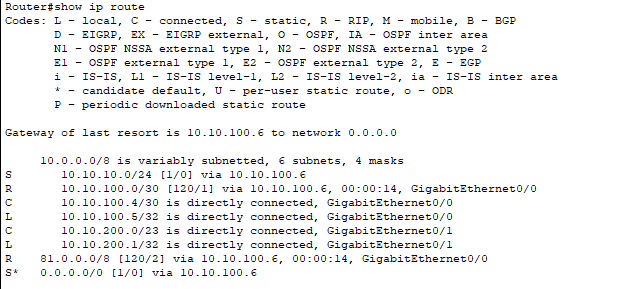 Router#show ip route
Codes: L - local, C - connected, S - static, R - RIP, M - mobile, B - BGP
D - EIGRP, EX - EIGRP external, O - OSPF, IA - OSPF inter area
N1 - OSPF NSSA external type 1, N2 - OSPF NSSA external type 2
E1 - OSPF external type 1, E2 - OSPF external type 2, E - EGP
i - IS-IS, L1 - IS-IS level-1, L2 - IS-IS level-2, ia - IS-IS inter area
* - candidate default, U - per-user static route, o - ODR
P - periodic downloaded static route
Gateway of last resort is 10.10.100.6 to network 0.0.0.0
10.0.0.0/8 is variably subnetted, 6 subnets, 4 masks
S 10.10.10.0/24 [1/0] via 10.10.100.6
R 10.10.100.0/30 [120/1] via 10.10.100.6, 00:00:14, GigabitEthernet0/0
C 10.10.100.4/30 is directly connected, GigabitEthernet0/0
L 10.10.100.5/32 is directly connected, GigabitEthernet0/0
C 10.10.200.0/23 is directly connected, GigabitEthernet0/1
L 10.10.200.1/32 is directly connected, GigabitEthernet0/1
R 81.0.0.0/8 [120/2] via 10.10.100.6, 00:00:14, GigabitEthernet0/0
S* 0.0.0.0/0 [1/0] via 10.10.100.6